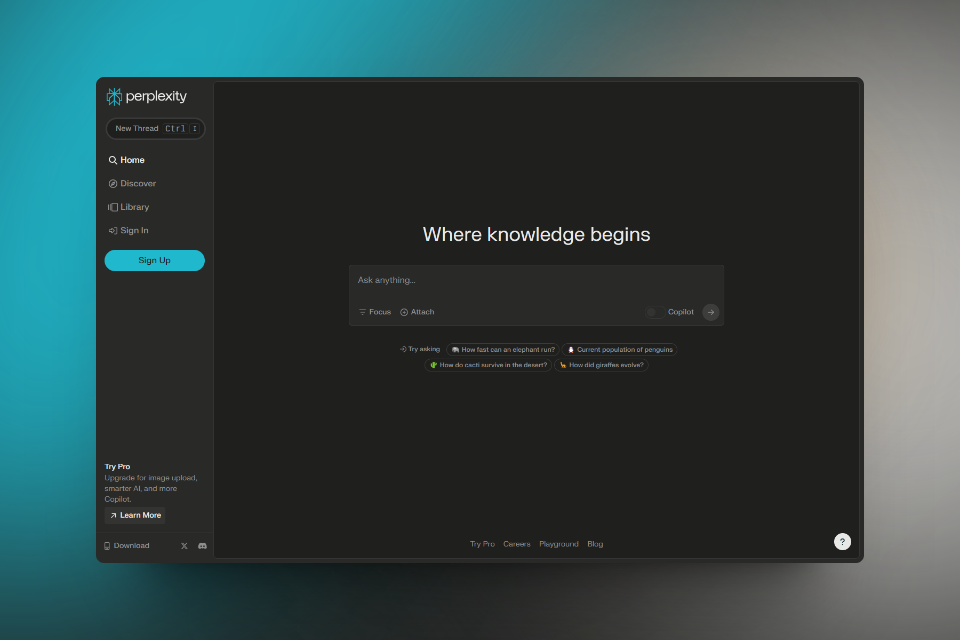 perplexity
New Thread Ctrl I
Home
Discover
Library
Sign In
Sign Up
Try Pro
Upgrade for image upload,
smarter AI, and more
Copilot.
Learn More
Download
Where knowledge begins
Ask anything...
Focus Attach Copilot
Try asking How fast can an elephant run? Current population of penguins
How do cacti survive in the desert? How did giraffes evolve?
Try Pro Careers Playground Blog
?